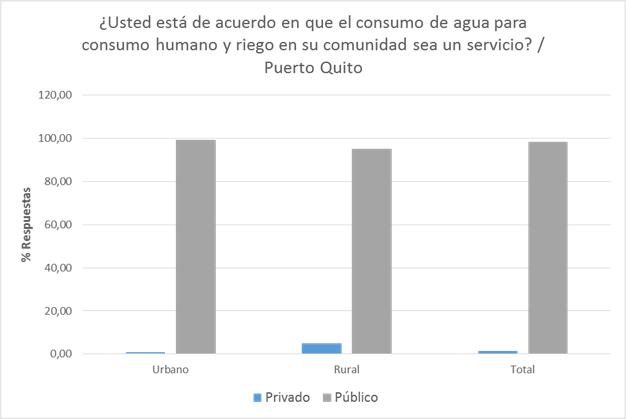 ¿Usted está de acuerdo en que el consumo de agua para
consumo humano y riego en su comunidad sea un servicio? /
Puerto Quito
120,00
100,00
80,00
60,00
40,00
20,00
0,00
% Respuestas
Urbano Rural Total
Privado Público